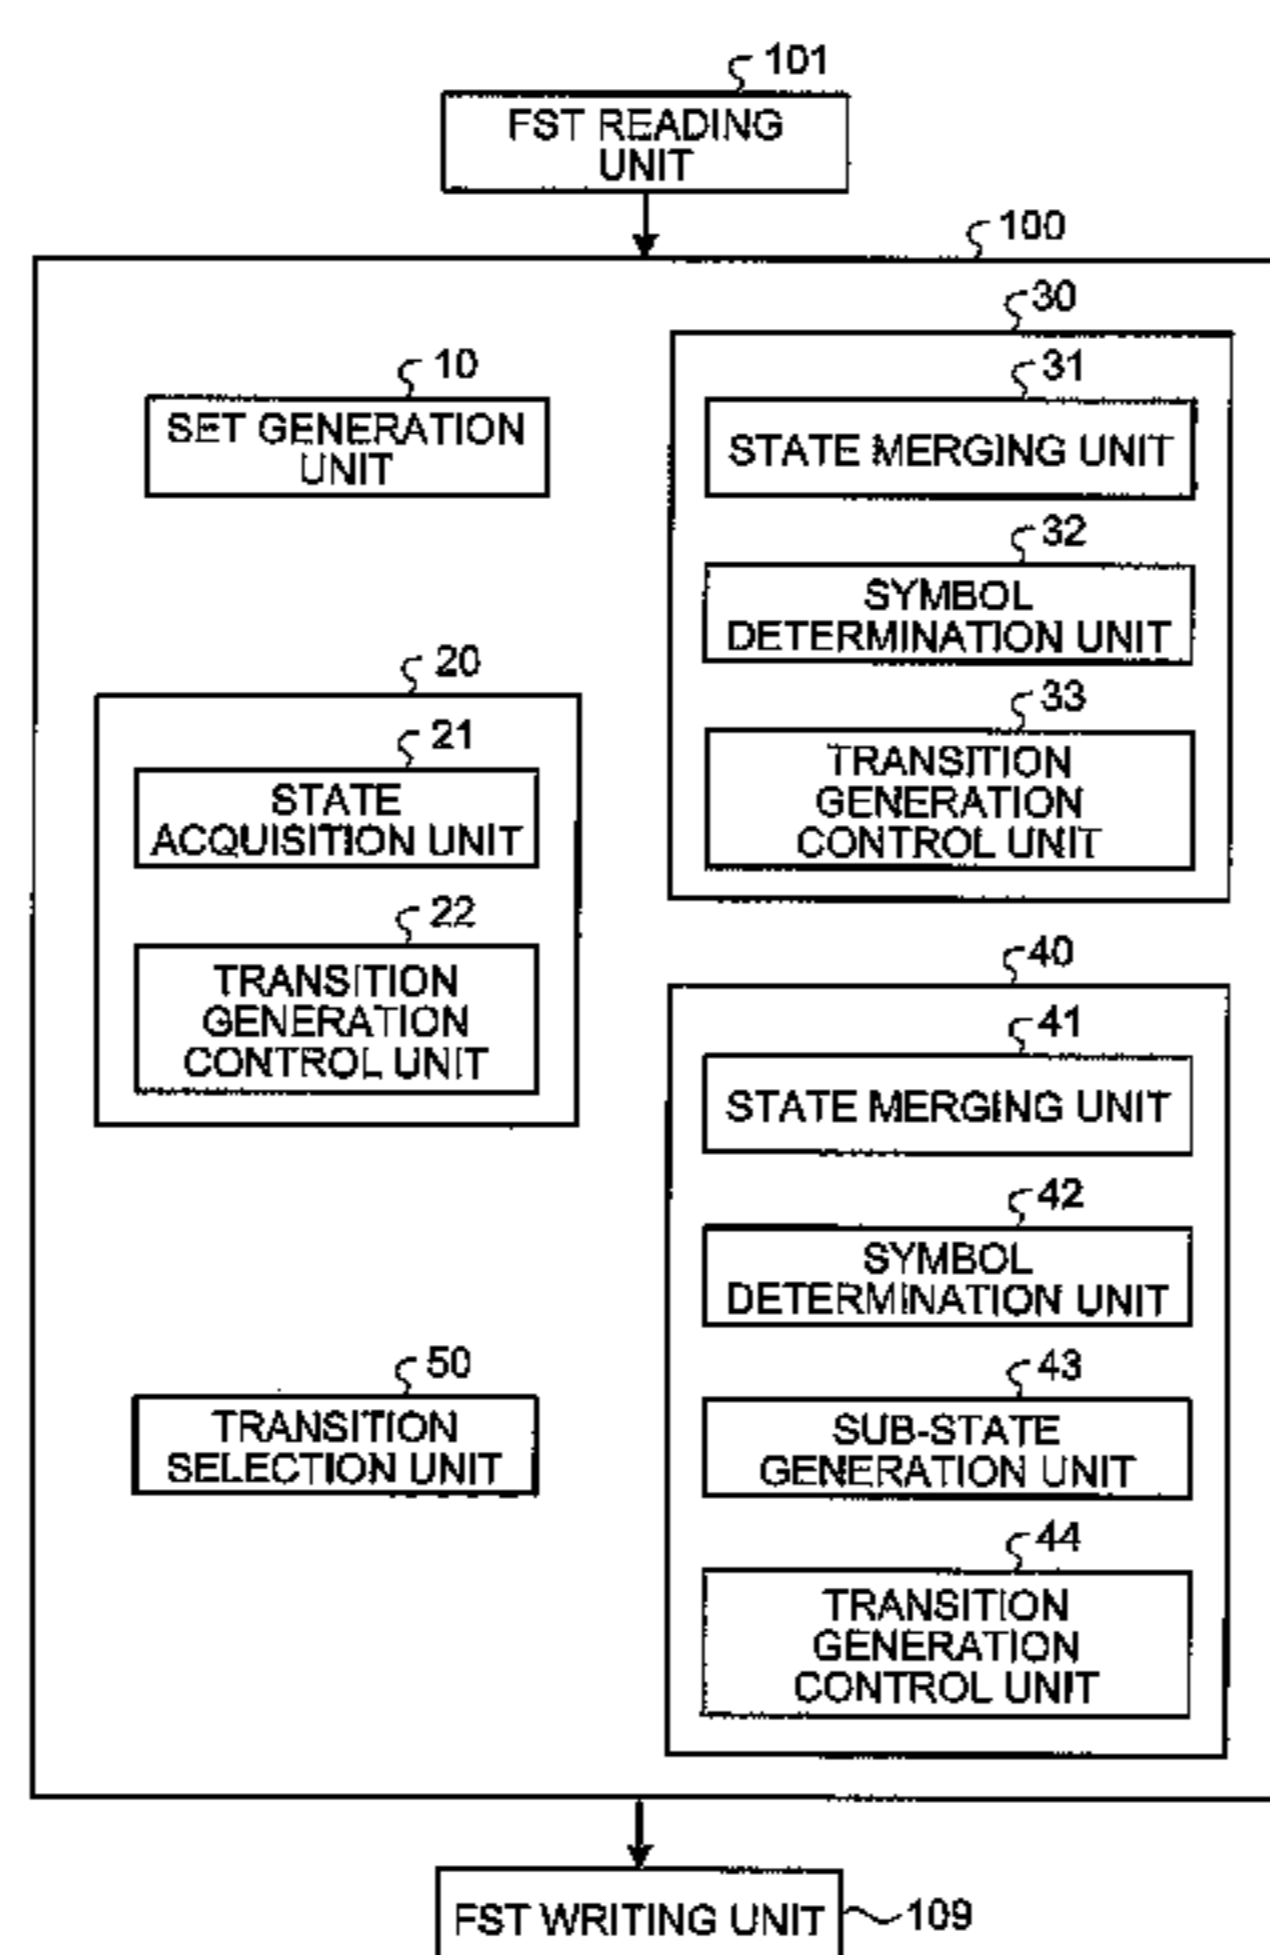 101
FST READING
UNIT
100
10
SET GENERATION
UNIT
20
21
STATE
ACQUISITION UNIT
22
TRANSITION
GENERATION
CONTROL UNIT
50
TRANSITION
SELECTION UNIT
30
31
STATE MERGING UNIT
32
SYMBOL
DETERMINATION UNIT
33
TRANSITION
GENERATION
CONTROL UNIT
40
41
STATE MERGING UNIT
42
SYMBOL
DETERMINATION UNIT
43
SUB-STATE
GENERATION UNIT
44
TRANSITION
GENERATION
CONTROL UNIT
FST WRITING UNIT
109